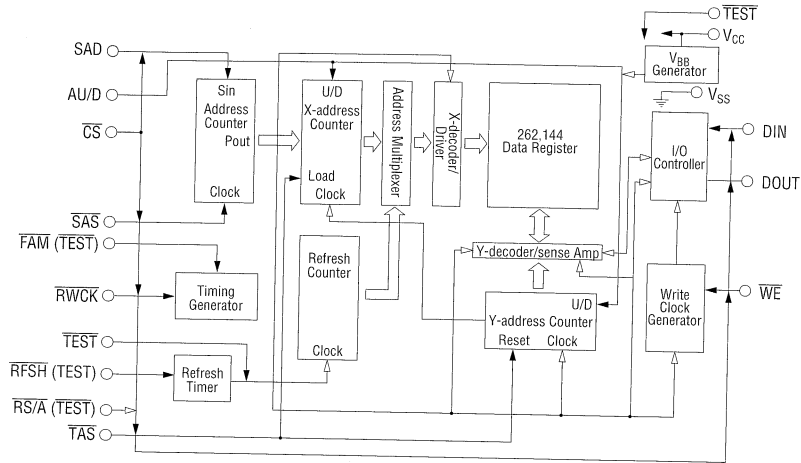 TEST
SAD
VCC
VBB
Generator
AU/D
VSS
Sin
Address
Counter
Pout
Clock
U/D
X-address
Counter
Load
Clock
Address Multiplexer
X-decoder/
Driver
262,144
Data Register
I/O
Controller
DIN
DOUT
CS
SAS
FAM (TEST)
Refresh
Counter
Clock
Y-decoder/sense Amp
RWCK
Timing
Generator
U/D
Y-address Counter
Reset Clock
Write
Clock
Generator
WE
TEST
RFSH (TEST)
Refresh
Timer
RS/A (TEST)
TAS